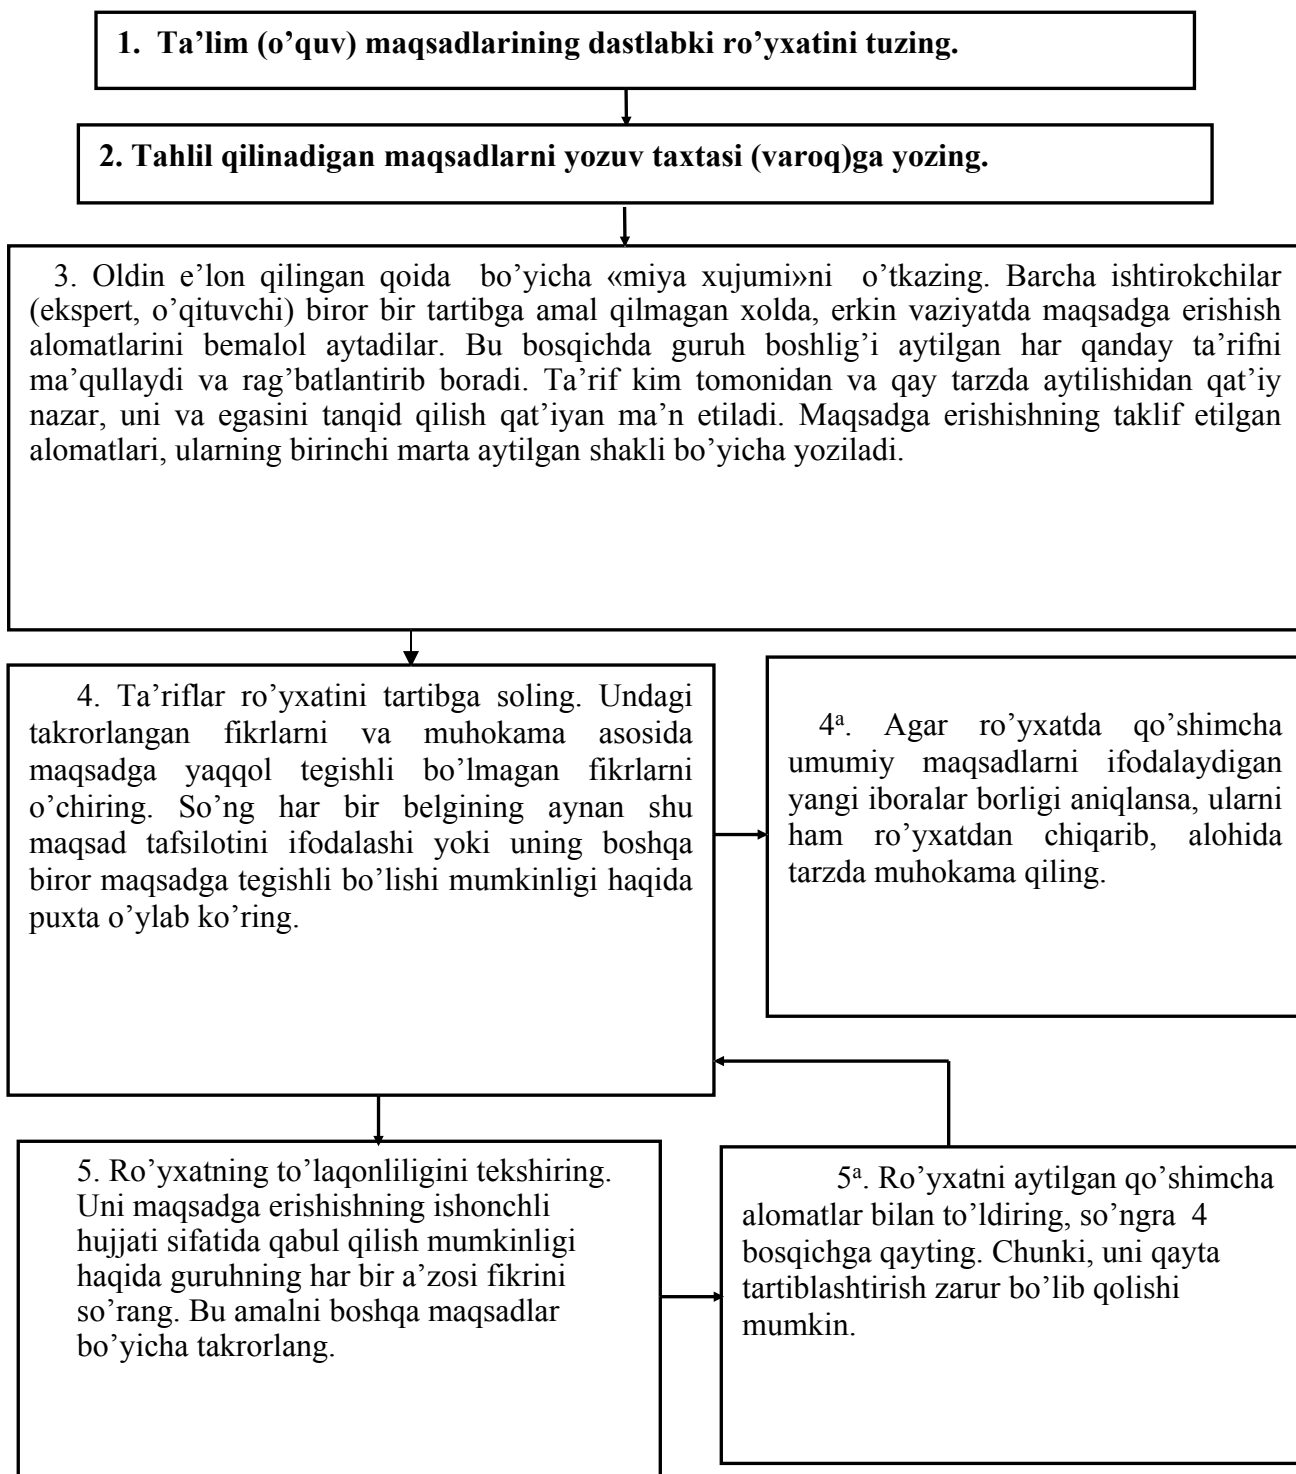 1. Ta’lim (o’quv) maqsadlarining dastlabki ro’yxatini tuzing.
2. Tahlil qilinadigan maqsadlarni yozuv taxtasi (varoq)ga yozing.
3. Oldin e’lon qilingan qoida bo’yicha «miya xujumi»ni o’tkazing. Barcha ishtirokchilar
(ekspert, o’qituvchi) biror bir tartibga amal qilmagan xolda, erkin vaziyatda maqsadga erishish
alomatlarini bemalol aytadilar. Bu bosqichda guruh boshlig’i aytilgan har qanday ta’rifni
ma’qullaydi va rag’batlantirib boradi. Ta’rif kim tomonidan va qay tarzda aytilishidan qat’iy
nazar, uni va egasini tanqid qilish qat’iyan ma’n etiladi. Maqsadga erishishning taklif etilgan
alomatlari, ularning birinchi marta aytilgan shakli bo’yicha yoziladi.
4. Ta’riflar ro’yxatini tartibga soling. Undagi
takrorlangan fikrlarni va muhokama asosida
maqsadga yaqqol tegishli bo’lmagan fikrlarni
o’chiring. So’ng har bir belgining aynan shu
maqsad tafsilotini ifodalashi yoki uning boshqa
biror maqsadga tegishli bo’lishi mumkinligi haqida
puxta o’ylab ko’ring.
4ᵃ. Agar ro’yxatda qo’shimcha
umumiy maqsadlarni ifodalaydigan
yangi iboralar borligi aniqlansa, ularni
ham ro’yxatdan chiqarib, alohida
tarzda muhokama qiling.
5. Ro’yxatning to’laqonliligini tekshiring.
Uni maqsadga erishishning ishonchli
hujjati sifatida qabul qilish mumkinligi
haqida guruhning har bir a’zosi fikrini
so’rang. Bu amalni boshqa maqsadlar
bo’yicha takrorlang.
5ᵃ. Ro’yxatni aytilgan qo’shimcha
alomatlar bilan to’ldiring, so’ngra 4
bosqichga qayting. Chunki, uni qayta
tartiblashtirish zarur bo’lib qolishi
mumkin.